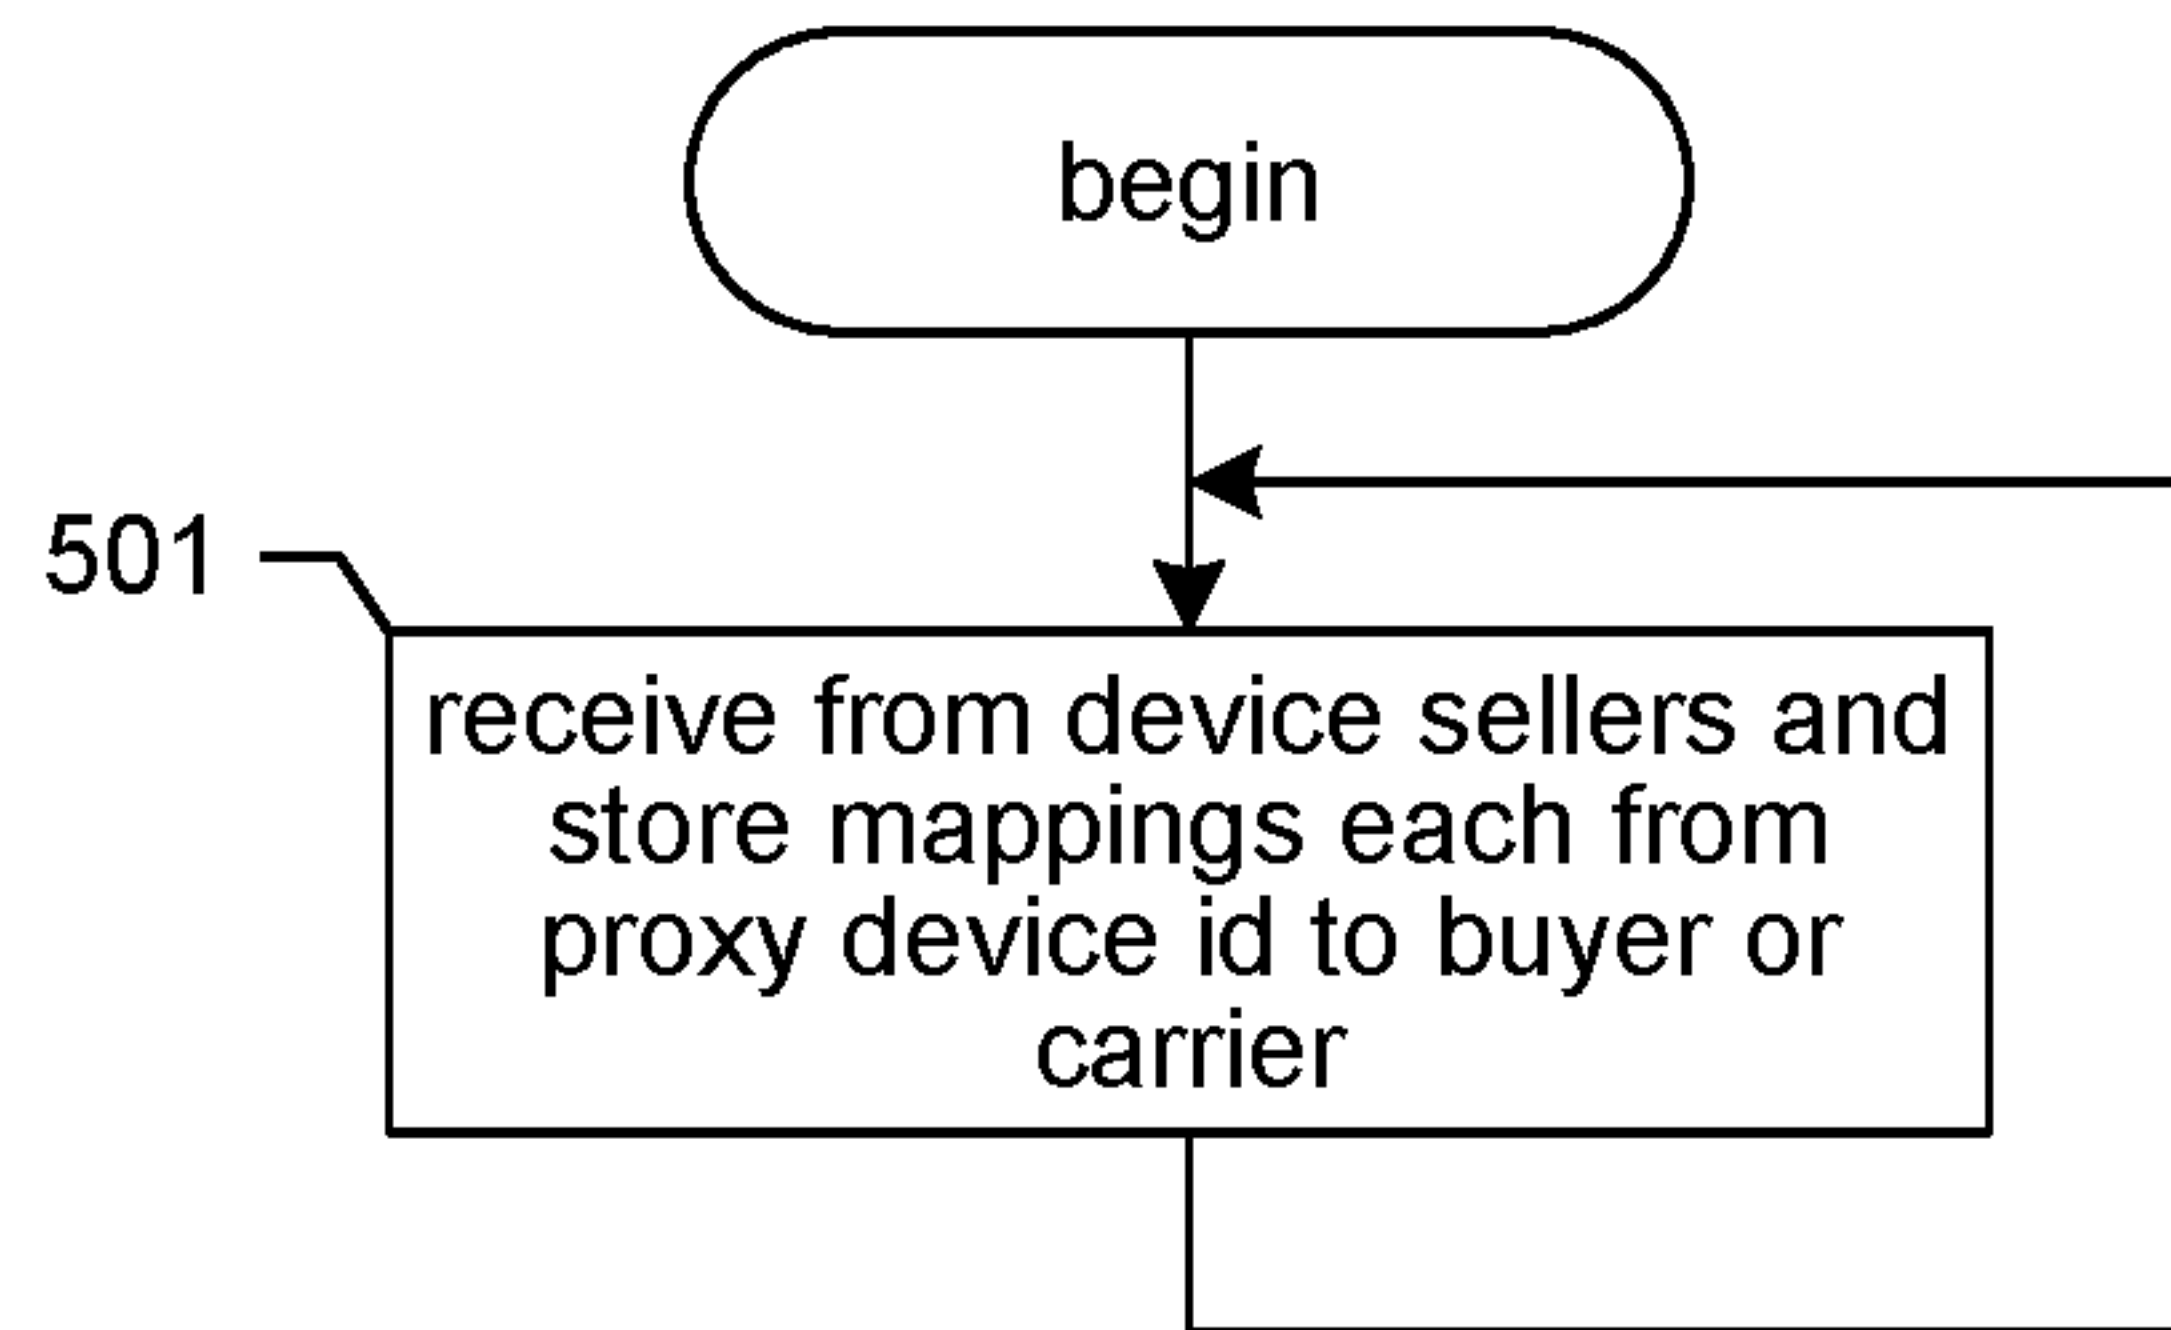 begin
501
receive from device sellers and
store mappings each from
proxy device id to buyer or
carrier